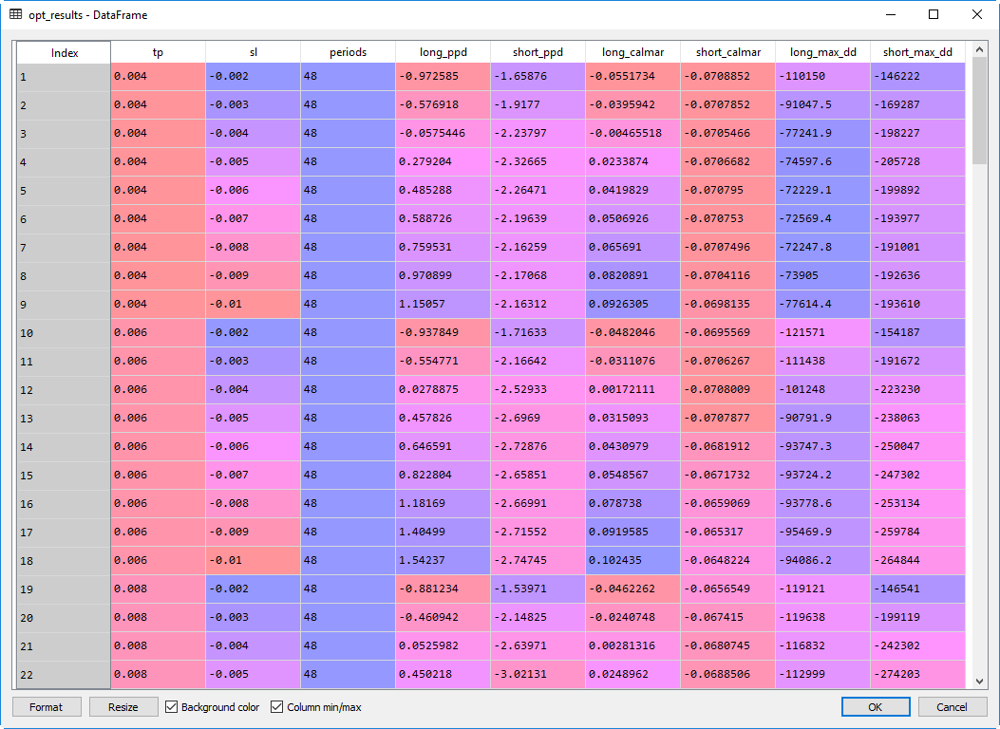 opt_results - DataFrame
Index tp sl periods long_ppd short_ppd long_calmar short_calmar long_max_dd short_max_dd
1 0.004 -0.002 48 -0.972585 -1.65876 -0.0551734 -0.0708852 -110150 -146222
2 0.004 -0.003 48 -0.576918 -1.9177 -0.0395942 -0.0707852 -91047.5 -169287
3 0.004 -0.004 48 -0.0575446 -2.23797 -0.00465518 -0.0705466 -77241.9 -198227
4 0.004 -0.005 48 0.279204 -2.32665 0.0233874 -0.0706682 -74597.6 -205728
5 0.004 -0.006 48 0.485288 -2.26471 0.0419829 -0.070795 -72229.1 -199892
6 0.004 -0.007 48 0.588726 -2.19639 0.0506926 -0.070753 -72569.4 -193977
7 0.004 -0.008 48 0.759531 -2.16259 0.065691 -0.0707496 -72247.8 -191001
8 0.004 -0.009 48 0.970899 -2.17068 0.0820891 -0.0704116 -73905 -192636
9 0.004 -0.01 48 1.15057 -2.16312 0.0926305 -0.0698135 -77614.4 -193610
10 0.006 -0.002 48 -0.937849 -1.71633 -0.0482046 -0.0695569 -121571 -154187
11 0.006 -0.003 48 -0.554771 -2.16642 -0.0311076 -0.0706267 -111438 -191672
12 0.006 -0.004 48 0.0278875 -2.52933 0.00172111 -0.0708009 -101248 -223230
13 0.006 -0.005 48 0.457826 -2.6969 0.0315093 -0.0707877 -90791.9 -238063
14 0.006 -0.006 48 0.646591 -2.72876 0.0430979 -0.0681912 -93747.3 -250047
15 0.006 -0.007 48 0.822804 -2.65851 0.0548567 -0.0671732 -93724.2 -247302
16 0.006 -0.008 48 1.18169 -2.66991 0.078738 -0.0659069 -93778.6 -253134
17 0.006 -0.009 48 1.40499 -2.71552 0.0919585 -0.065317 -95469.9 -259784
18 0.006 -0.01 48 1.54237 -2.74745 0.102435 -0.0648224 -94086.2 -264844
19 0.008 -0.002 48 -0.881234 -1.53971 -0.0462262 -0.0656549 -119121 -146541
20 0.008 -0.003 48 -0.460942 -2.14825 -0.0240748 -0.067415 -119638 -199119
21 0.008 -0.004 48 0.0525982 -2.63971 0.00281316 -0.0680745 -116832 -242302
22 0.008 -0.005 48 0.450218 -3.02131 0.0248962 -0.0688506 -112999 -274203
Format Resize Background color Column min/max OK Cancel